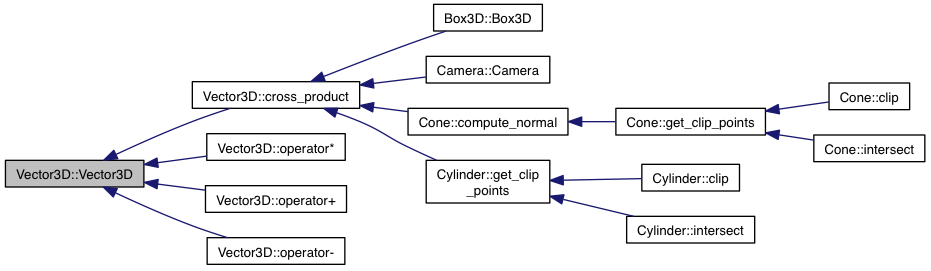 Box3D::Box3D
Camera::Camera
Vector3D::cross_product
Cone::clip
Cone::compute_normal
Cone::get_clip_points
Cone::intersect
Vector3D::operator*
Vector3D::Vector3D
Cylinder::get_clip
_points
Cylinder::clip
Vector3D::operator+
Cylinder::intersect
Vector3D::operator-